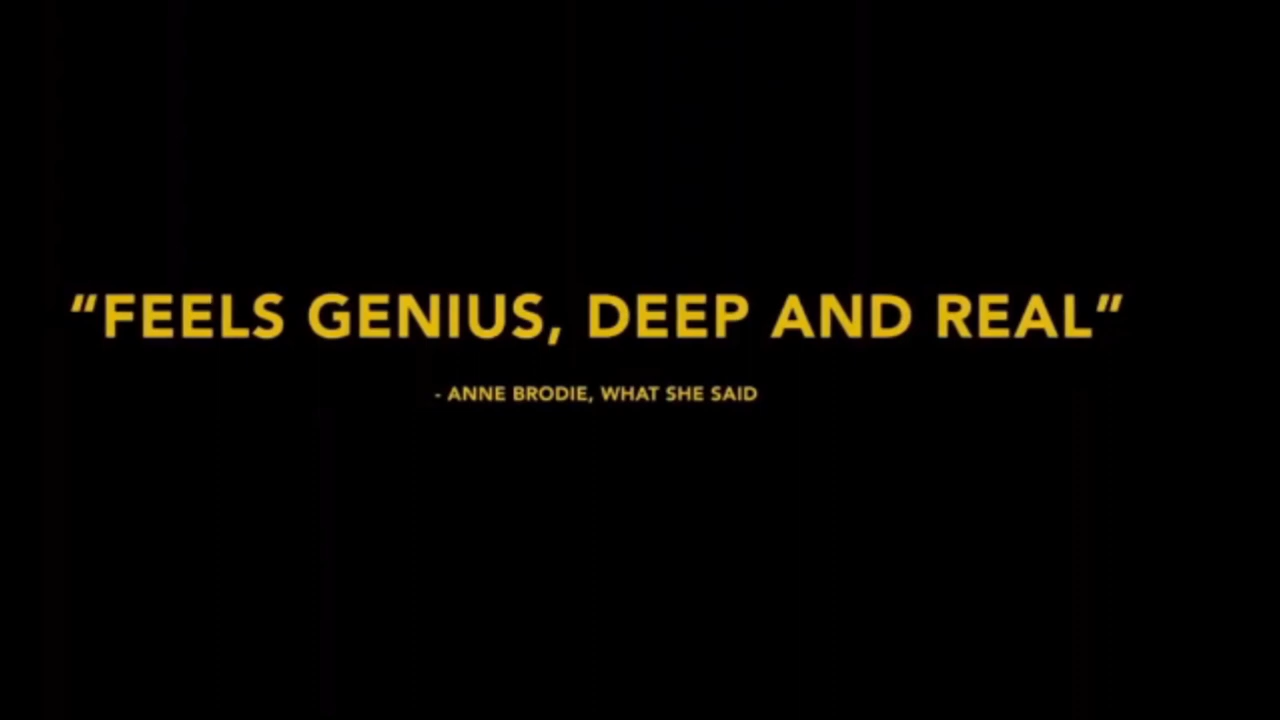 “FEELS GENIUS, DEEP AND REAL”
- ANNE BRODIE, WHAT SHE SAID